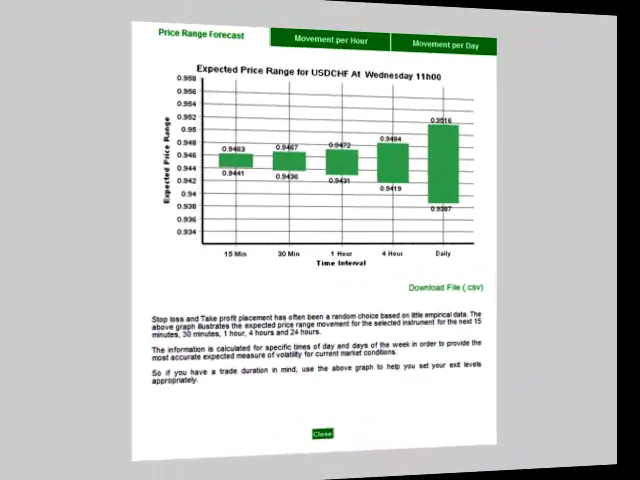 Price Range Forecast
Movement per Hour
Movement per Day
Expected Price Range for USDCHF At Wednesday 11h00
Expected Price Range
0.958
0.956
0.954
0.952
0.95
0.948
0.946
0.944
0.942
0.94
0.938
0.936
0.934
0.9463
0.9441
0.9467
0.9436
0.9472
0.9431
0.9484
0.9419
0.9516
0.9387
15 Min
30 Min
1 Hour
4 Hour
Daily
Time Interval
Download File (.csv)
Stop loss and Take profit placement has often been a random choice based on little empirical data. The
above graph illustrates the expected price range movement for the selected instrument for the next 15
minutes, 30 minutes, 1 hour, 4 hours and 24 hours.
The information is calculated for specific times of day and days of the week in order to provide the
most accurate expected measure of volatility for current market conditions.
So if you have a trade duration in mind, use the above graph to help you set your exit levels
appropriately.
Close